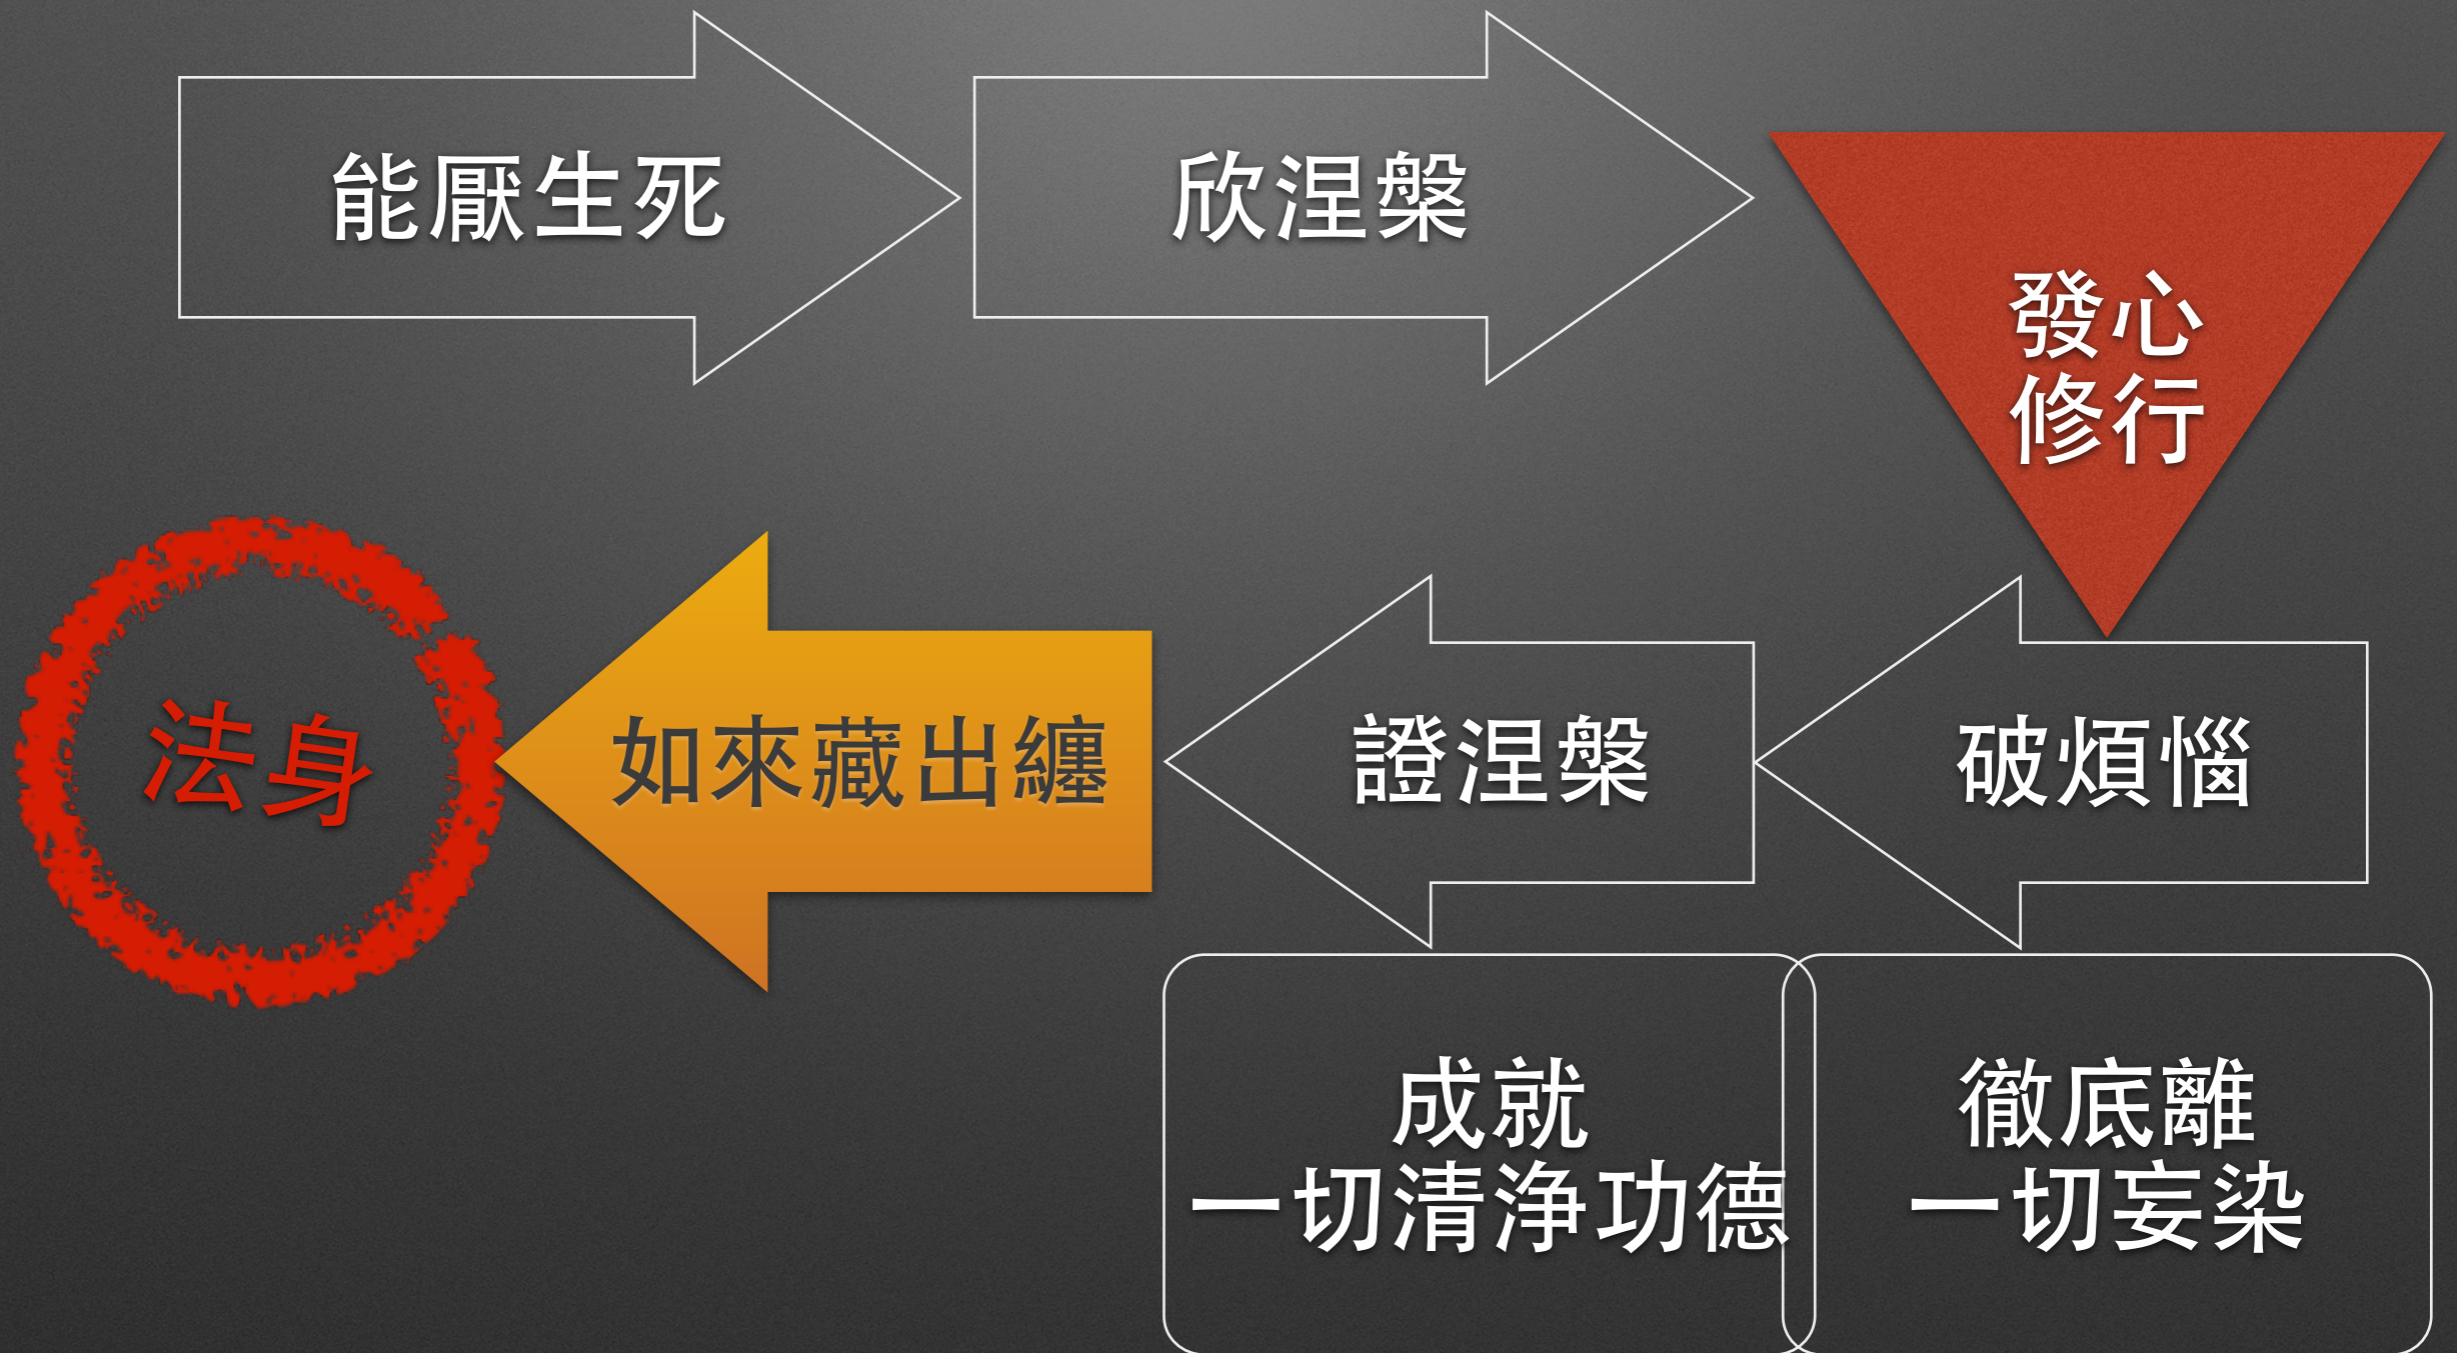 能厭生死
欣涅槃
發心
修行
破煩惱
證涅槃
如來藏出纏
法身
徹底離
一切妄染
成就
一切清浄功德